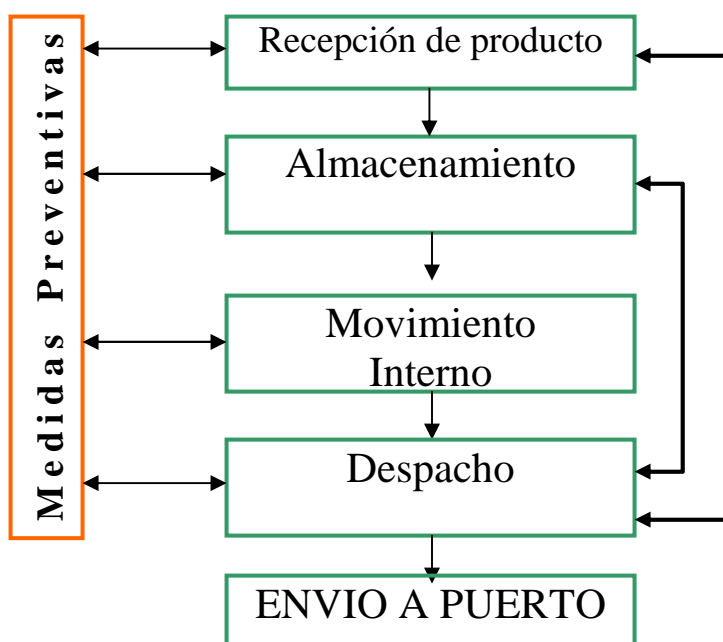 Medidas Preventivas
Recepción de producto
Almacenamiento
Movimiento
Interno
Despacho
ENVIO A PUERTO